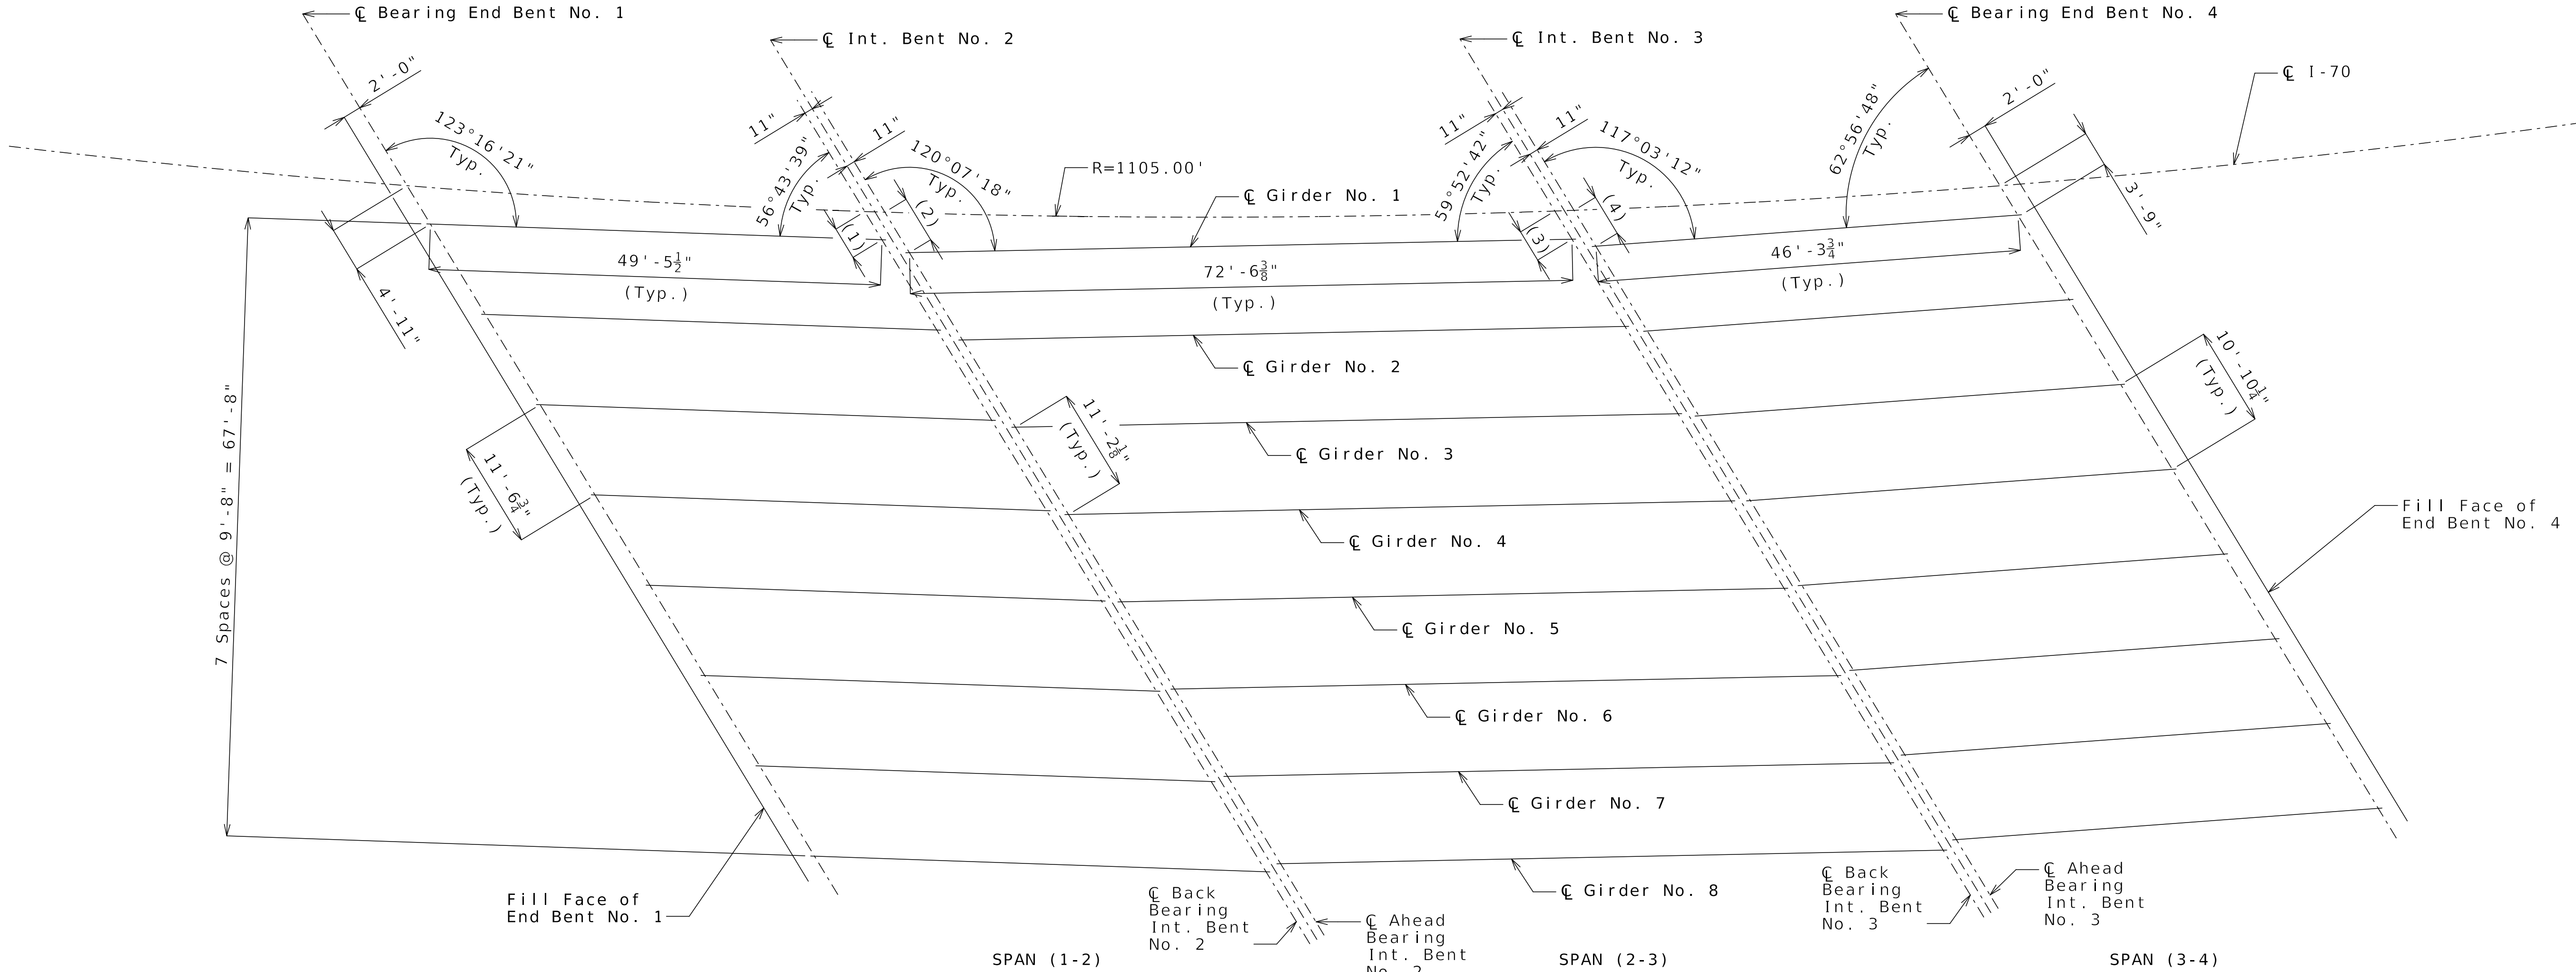 ℄ Bearing End Bent No. 1
℄ Int. Bent No. 2
℄ Int. Bent No. 3
℄ Bearing End Bent No. 4
℄ I-70
2'-0"
123°16'21"
Typ.
11"
11"
56°43'39"
Typ.
120°07'18"
Typ.
(1)
(2)
R=1105.00'
℄ Girder No. 1
11"
11"
59°52'42"
Typ.
117°03'12"
Typ.
(3)
(4)
62°56'48"
Typ.
2'-0"
3'-9"
4'-11"
49'-5½"
(Typ.)
72'-6⅜"
(Typ.)
46'-3¾"
(Typ.)
7 Spaces @ 9'-8" = 67'-8"
℄ Girder No. 2
11'-2⅛"
(Typ.)
10'-10¼"
(Typ.)
℄ Girder No. 3
11'-6¾"
(Typ.)
℄ Girder No. 4
Fill Face of
End Bent No. 4
℄ Girder No. 5
℄ Girder No. 6
℄ Girder No. 7
℄ Girder No. 8
Fill Face of
End Bent No. 1
℄ Back
Bearing
Int. Bent
No. 2
℄ Ahead
Bearing
Int. Bent
No. 2
℄ Back
Bearing
Int. Bent
No. 3
℄ Ahead
Bearing
Int. Bent
No. 3
SPAN (1-2)
SPAN (2-3)
SPAN (3-4)